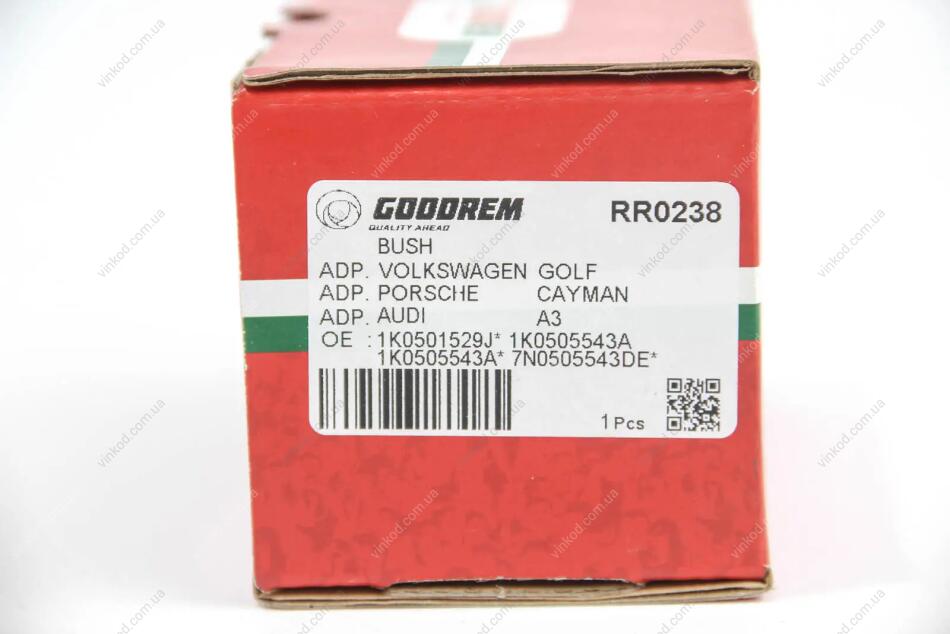 GOODREM RR0238
QUALITY AHEAD
BUSH
ADP. VOLKSWAGEN GOLF
ADP. PORSCHE CAYMAN
ADP. AUDI A3
OE : 1K0501529J* 1K0505543A
1K0505543A* 7N0505543DE*
1 Pcs
vinkod.com.ua